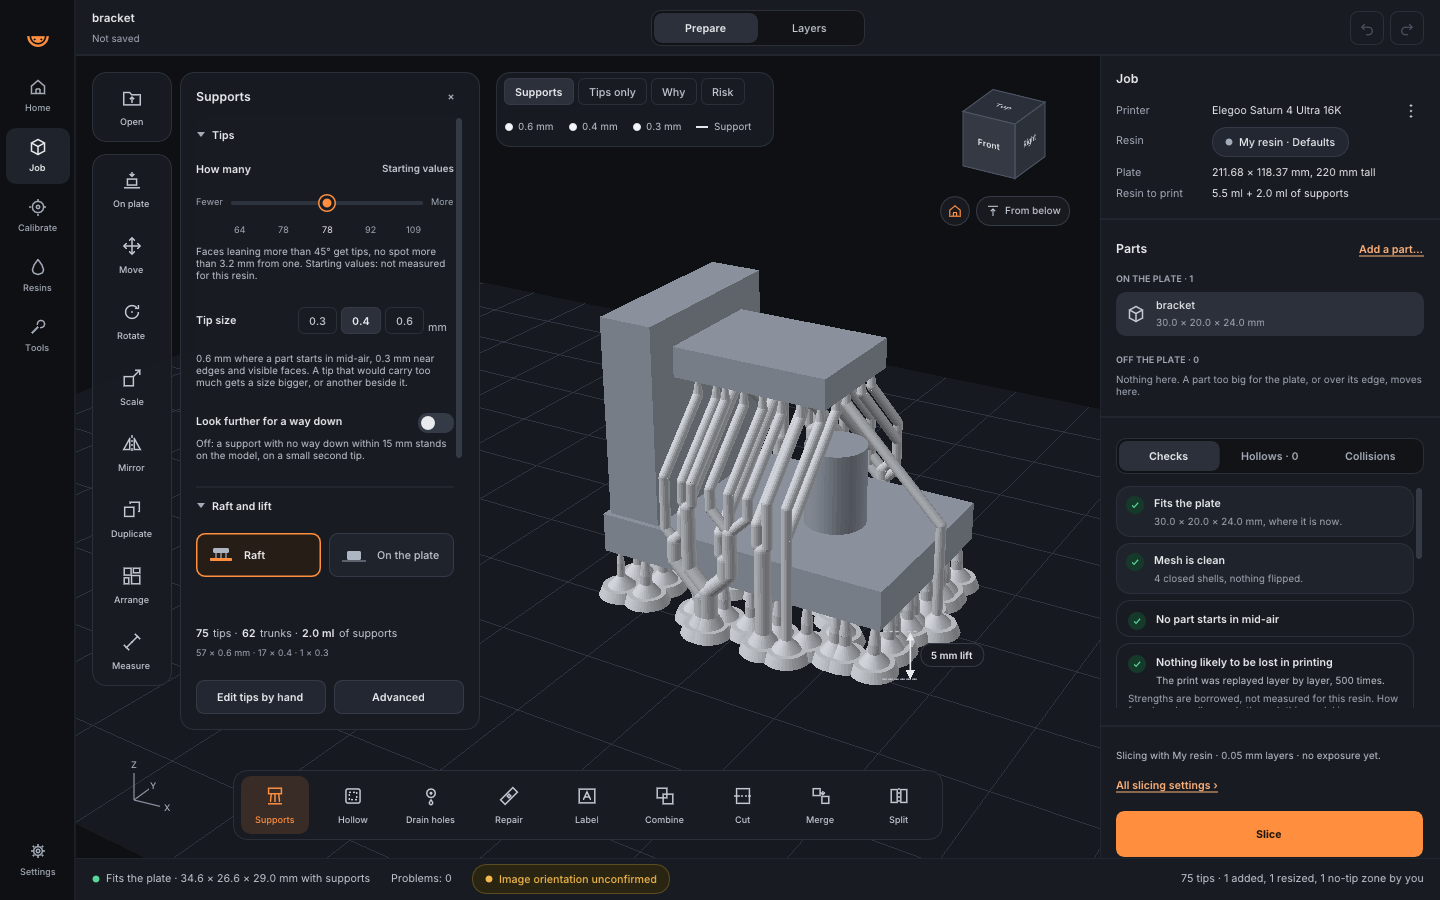 bracket
Not saved
Prepare
Layers
Home
Job
Calibrate
Resins
Tools
Settings
Open
On plate
Move
Rotate
Scale
Mirror
Duplicate
Arrange
Measure
Supports
×
Tips
How many
Starting values
Fewer
More
64 78 78 92 109
Faces leaning more than 45° get tips, no spot more
than 3.2 mm from one. Starting values: not measured
for this resin.
Tip size
0.3 0.4 0.6 mm
0.6 mm where a part starts in mid-air, 0.3 mm near
edges and visible faces. A tip that would carry too
much gets a size bigger, or another beside it.
Look further for a way down
Off: a support with no way down within 15 mm stands
on the model, on a small second tip.
Raft and lift
Raft
On the plate
75 tips · 62 trunks · 2.0 ml of supports
57 × 0.6 mm · 17 × 0.4 · 1 × 0.3
Edit tips by hand
Advanced
Supports
Tips only
Why
Risk
0.6 mm
0.4 mm
0.3 mm
Support
Top
Front
Right
From below
5 mm lift
Z
Y
X
Supports
Hollow
Drain holes
Repair
Label
Combine
Cut
Merge
Split
Job
Printer Elegoo Saturn 4 Ultra 16K
Resin My resin · Defaults
Plate 211.68 × 118.37 mm, 220 mm tall
Resin to print 5.5 ml + 2.0 ml of supports
Parts
Add a part...
ON THE PLATE · 1
bracket
30.0 × 20.0 × 24.0 mm
OFF THE PLATE · 0
Nothing here. A part too big for the plate, or over its edge, moves
here.
Checks
Hollows · 0
Collisions
Fits the plate
30.0 × 20.0 × 24.0 mm, where it is now.
Mesh is clean
4 closed shells, nothing flipped.
No part starts in mid-air
Nothing likely to be lost in printing
The print was replayed layer by layer, 500 times.
Strengths are borrowed, not measured for this resin. How
Slicing with My resin · 0.05 mm layers · no exposure yet.
All slicing settings ›
Slice
Fits the plate · 34.6 × 26.6 × 29.0 mm with supports
Problems: 0
Image orientation unconfirmed
75 tips · 1 added, 1 resized, 1 no-tip zone by you